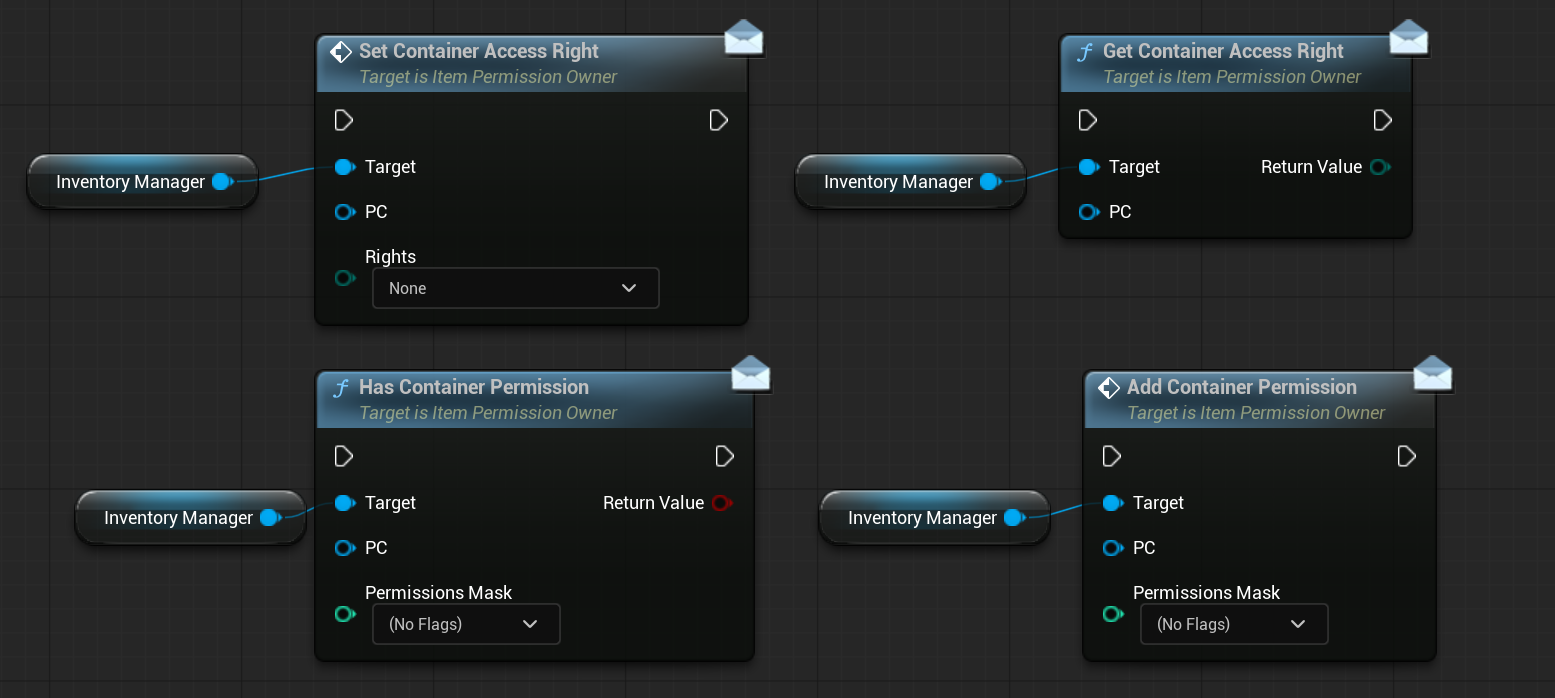 Set Container Access Right
Target is Item Permission Owner
Inventory Manager
Target
PC
Rights
None
Get Container Access Right
Target is Item Permission Owner
Inventory Manager
Target
Return Value
PC
Has Container Permission
Target is Item Permission Owner
Inventory Manager
Target
Return Value
PC
Permissions Mask
(No Flags)
Add Container Permission
Target is Item Permission Owner
Inventory Manager
Target
PC
Permissions Mask
(No Flags)